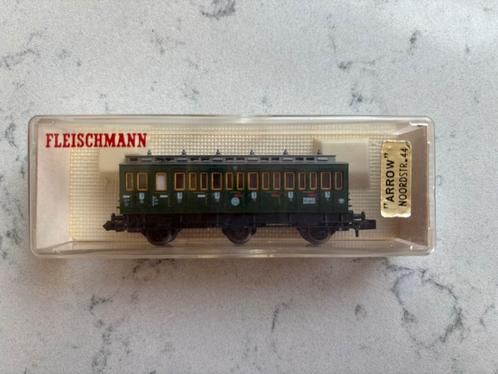 FLEISCHMANN
"ARROW"
NOORDSTR. 44